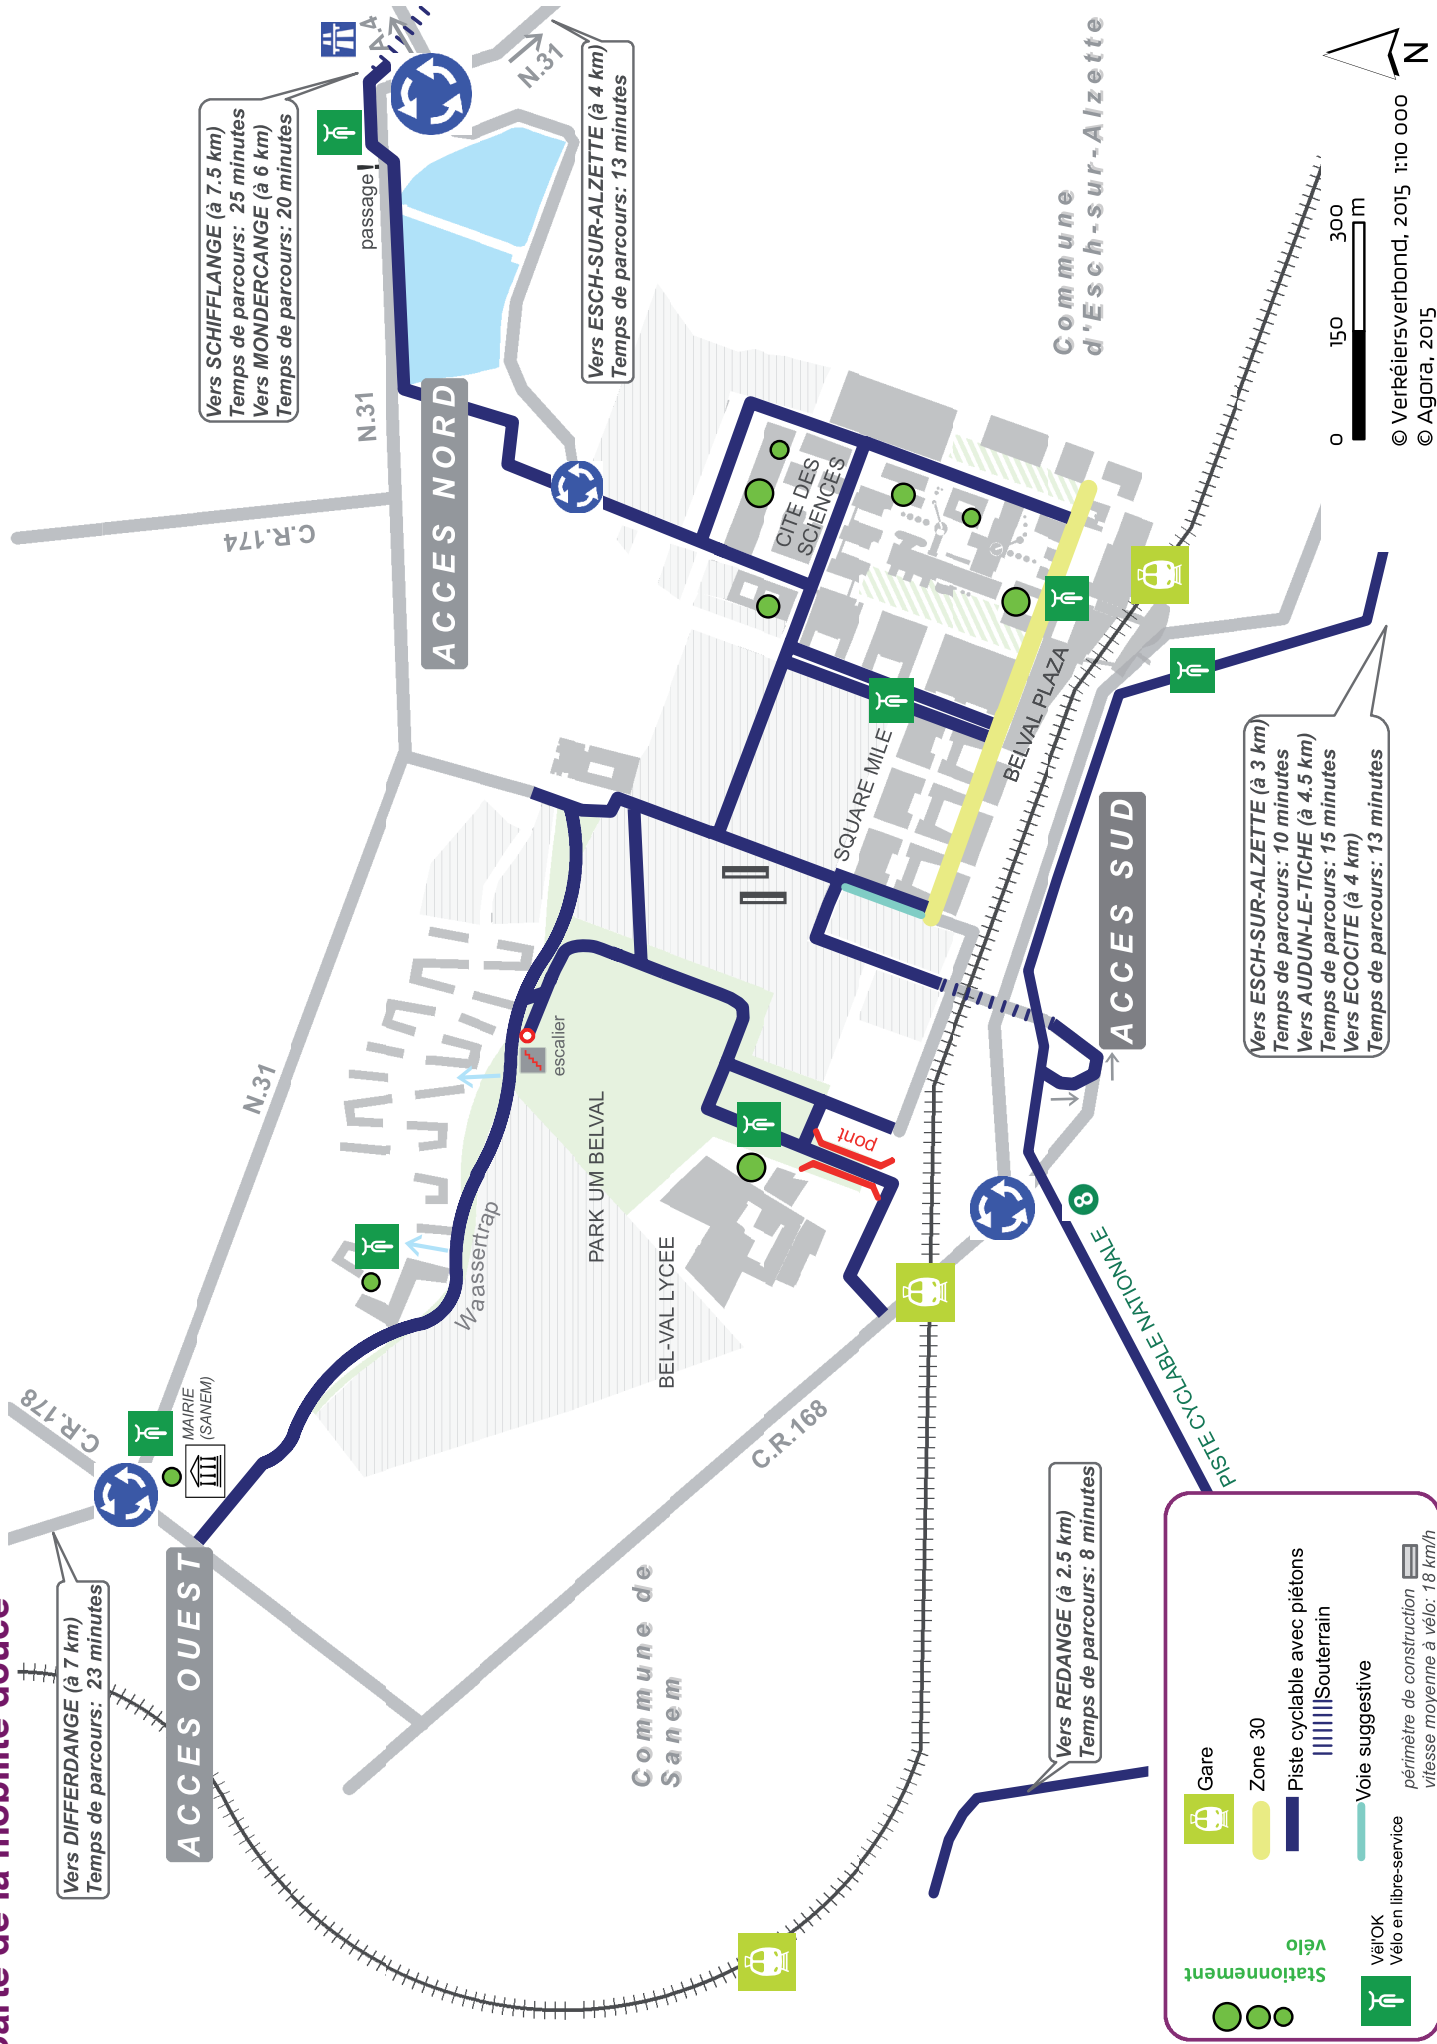 carte de la mobilité douce
Vers DIFFERDANGE (à 7 km)
Temps de parcours: 23 minutes
ACCES OUEST
C.R.178
MAIRIE
(SANEM)
N.31
C.R.174
N.31
Vers SCHIFFLANGE (à 7.5 km)
Temps de parcours: 25 minutes
Vers MONDERCANGE (à 6 km)
Temps de parcours: 20 minutes
passage!
A.4
N.31
Vers ESCH-SUR-ALZETTE (à 4 km)
Temps de parcours: 13 minutes
ACCES NORD
Waassertrap
escalier
PARK UM BELVAL
BEL-VAL LYCEE
pont
C.R.168
CITE DES
SCIENCES
SQUARE MILE
BELVAL PLAZA
Commune de
Sanem
Commune
d'Esch-sur-Alzette
ACCES SUD
8
PISTE CYCLABLE NATIONALE
Vers REDANGE (à 2.5 km)
Temps de parcours: 8 minutes
Vers ESCH-SUR-ALZETTE (à 3 km)
Temps de parcours: 10 minutes
Vers AUDUN-LE-TICHE (à 4.5 km)
Temps de parcours: 15 minutes
Vers ECOCITE (à 4 km)
Temps de parcours: 13 minutes
Stationnement
vélo
Vël'OK
Vélo en libre-service
Gare
Zone 30
Piste cyclable avec piétons
Souterrain
Voie suggestive
périmètre de construction
vitesse moyenne à vélo: 18 km/h
0 150 300
m
N
© Verkéiersverbond, 2015 1:10 000
© Agora, 2015